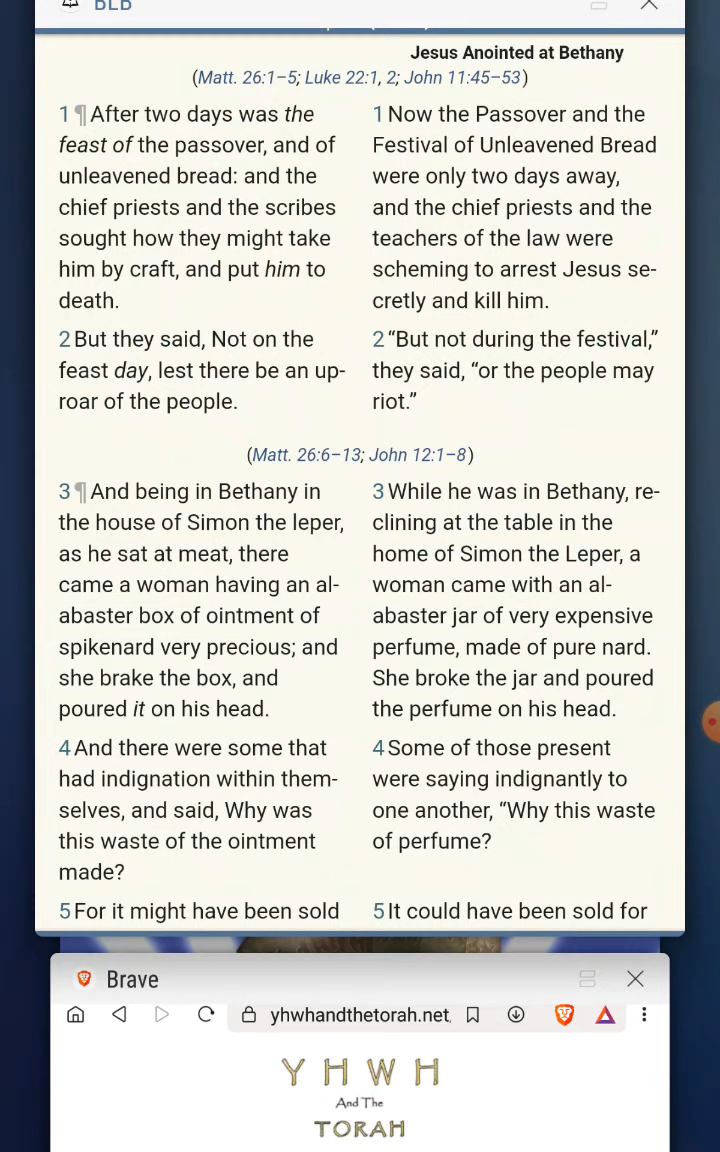 BLB
Jesus Anointed at Bethany
(Matt. 26:1–5; Luke 22:1, 2; John 11:45–53)
1 ¶ After two days was the
feast of the passover, and of
unleavened bread: and the
chief priests and the scribes
sought how they might take
him by craft, and put him to
death.
2 But they said, Not on the
feast day, lest there be an up-
roar of the people.
1 Now the Passover and the
Festival of Unleavened Bread
were only two days away,
and the chief priests and the
teachers of the law were
scheming to arrest Jesus se-
cretly and kill him.
2 “But not during the festival,”
they said, “or the people may
riot.”
(Matt. 26:6–13; John 12:1–8)
3 ¶ And being in Bethany in
the house of Simon the leper,
as he sat at meat, there
came a woman having an al-
abaster box of ointment of
spikenard very precious; and
she brake the box, and
poured it on his head.
4 And there were some that
had indignation within them-
selves, and said, Why was
this waste of the ointment
made?
5 For it might have been sold
3 While he was in Bethany, re-
clining at the table in the
home of Simon the Leper, a
woman came with an al-
abaster jar of very expensive
perfume, made of pure nard.
She broke the jar and poured
the perfume on his head.
4 Some of those present
were saying indignantly to
one another, “Why this waste
of perfume?
5 It could have been sold for
Brave
yhwhandthetorah.net
Y H W H
And The
TORAH